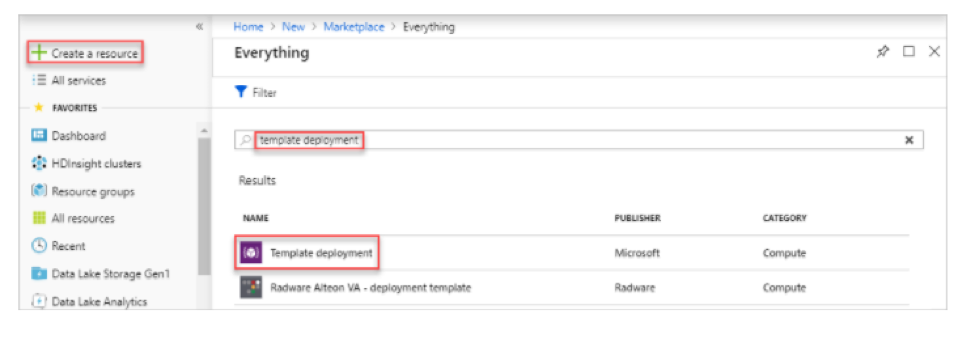 «
Home > New > Marketplace > Everything
Create a resource
All services
FAVORITES
Dashboard
HDInsight clusters
Resource groups
All resources
Recent
Data Lake Storage Gen1
Data Lake Analytics
Everything
Filter
template deployment
Results
NAME PUBLISHER CATEGORY
Template deployment Microsoft Compute
Radware Alteon VA - deployment template Radware Compute